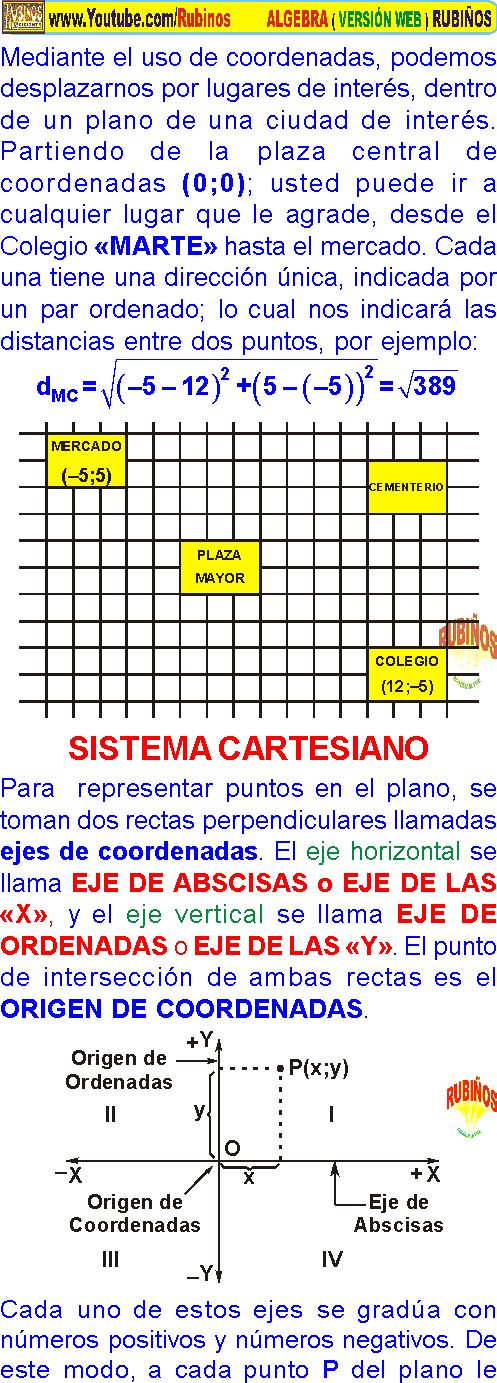 www.Youtube.com/Rubinos ALGEBRA ( VERSIÓN WEB ) RUBIÑOS
Mediante el uso de coordenadas, podemos
desplazarnos por lugares de interés, dentro
de un plano de una ciudad de interés.
Partiendo de la plaza central de
coordenadas (0;0); usted puede ir a
cualquier lugar que le agrade, desde el
Colegio «MARTE» hasta el mercado. Cada
una tiene una dirección única, indicada por
un par ordenado; lo cual nos indicará las
distancias entre dos puntos, por ejemplo:
d_MC = √((–5 – 12)² + (5 – (–5))²) = √389
MERCADO
(–5;5)
CEMENTERIO
PLAZA
MAYOR
RUBIÑOS
COLEGIO
(12;–5)
SISTEMA CARTESIANO
Para representar puntos en el plano, se
toman dos rectas perpendiculares llamadas
ejes de coordenadas. El eje horizontal se
llama EJE DE ABSCISAS o EJE DE LAS
«X», y el eje vertical se llama EJE DE
ORDENADAS o EJE DE LAS «Y». El punto
de intersección de ambas rectas es el
ORIGEN DE COORDENADAS.
+Y
Origen de
Ordenadas
P(x;y)
RUBIÑOS
II
y
I
O
–X
x
+X
Origen de
Coordenadas
Eje de
Abscisas
III
IV
–Y
Cada uno de estos ejes se gradúa con
números positivos y números negativos. De
este modo, a cada punto P del plano le